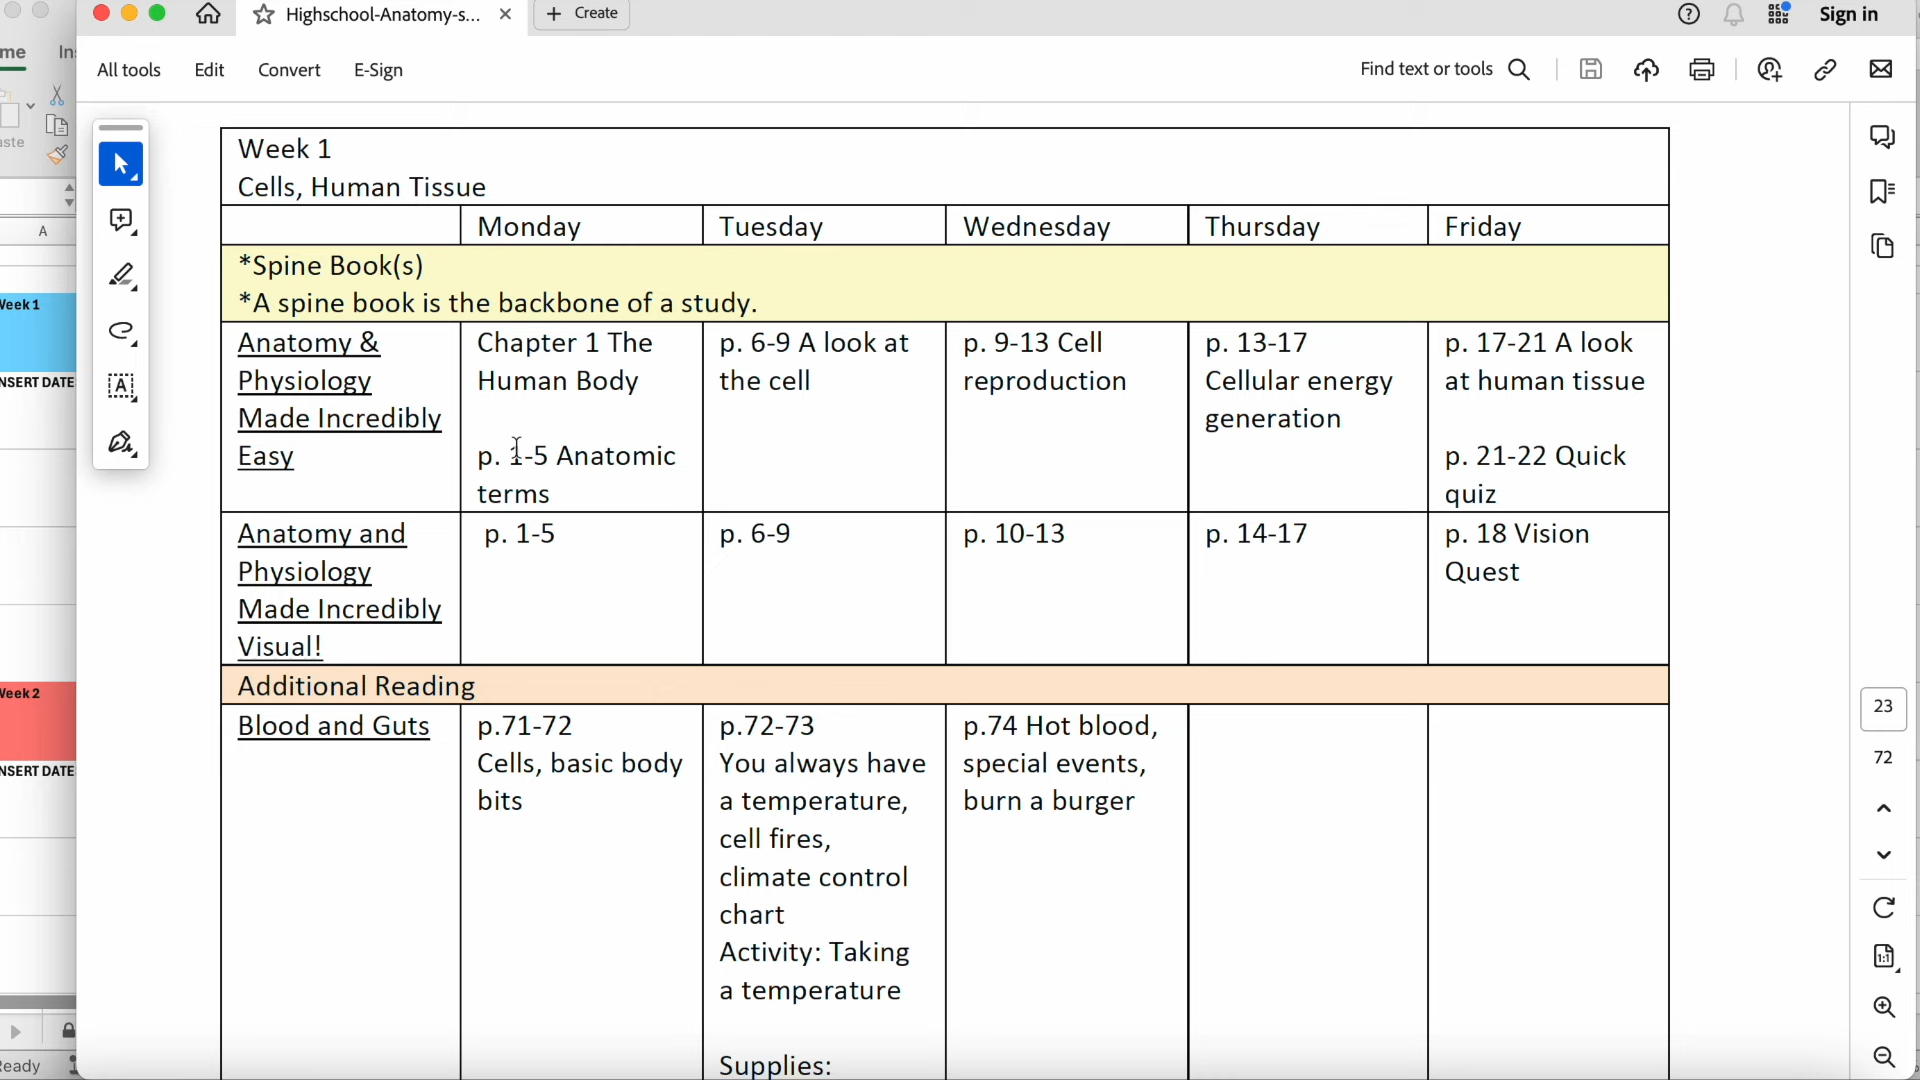 Highschool-Anatomy-s...
Create
Sign in
me
In
All tools
Edit
Convert
E-Sign
Find text or tools
aste
A
Week 1
NSERT DATE
Week 2
NSERT DATE
eady
Week 1
Cells, Human Tissue
Monday
Tuesday
Wednesday
Thursday
Friday
*Spine Book(s)
*A spine book is the backbone of a study.
Anatomy &
Physiology
Made Incredibly
Easy
Chapter 1 The
Human Body
p. 1-5 Anatomic
terms
p. 6-9 A look at
the cell
p. 9-13 Cell
reproduction
p. 13-17
Cellular energy
generation
p. 17-21 A look
at human tissue
p. 21-22 Quick
quiz
Anatomy and
Physiology
Made Incredibly
Visual!
p. 1-5
p. 6-9
p. 10-13
p. 14-17
p. 18 Vision
Quest
Additional Reading
Blood and Guts
p.71-72
Cells, basic body
bits
p.72-73
You always have
a temperature,
cell fires,
climate control
chart
Activity: Taking
a temperature
Supplies:
p.74 Hot blood,
special events,
burn a burger
23
72